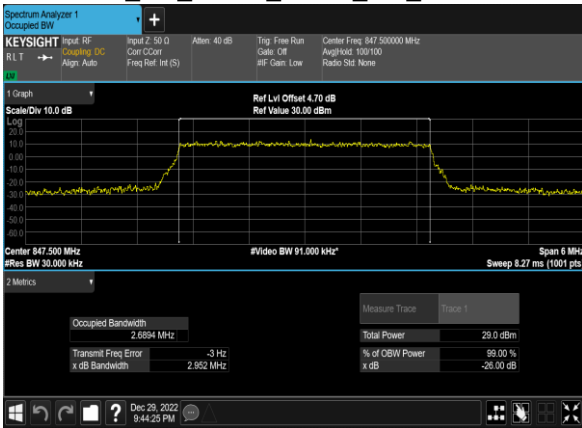 Spectrum Analyzer 1
Occupied BW
+
KEYSIGHT Input: RF Input Z: 50 Ω Atten: 40 dB Trig: Free Run Center Freq: 847.500000 MHz
RLT Coupling: DC Corr CCorr Gate: Off Avg|Hold: 100/100
Align: Auto Freq Ref: Int (S) #IF Gain: Low Radio Std: None
LXI
1 Graph
Ref Lvl Offset 4.70 dB
Scale/Div 10.0 dB Ref Value 30.00 dBm
Log
20.0
10.0
0.00
-10.0
-20.0
-30.0
-40.0
-50.0
-60.0
Center 847.500 MHz #Video BW 91.000 kHz* Span 6 MHz
#Res BW 30.000 kHz Sweep 8.27 ms (1001 pts
2 Metrics
Measure Trace Trace 1
Occupied Bandwidth
2.6894 MHz Total Power 29.0 dBm
Transmit Freq Error -3 Hz % of OBW Power 99.00 %
x dB Bandwidth 2.952 MHz x dB -26.00 dB
? Dec 29, 2022
9:44:25 PM